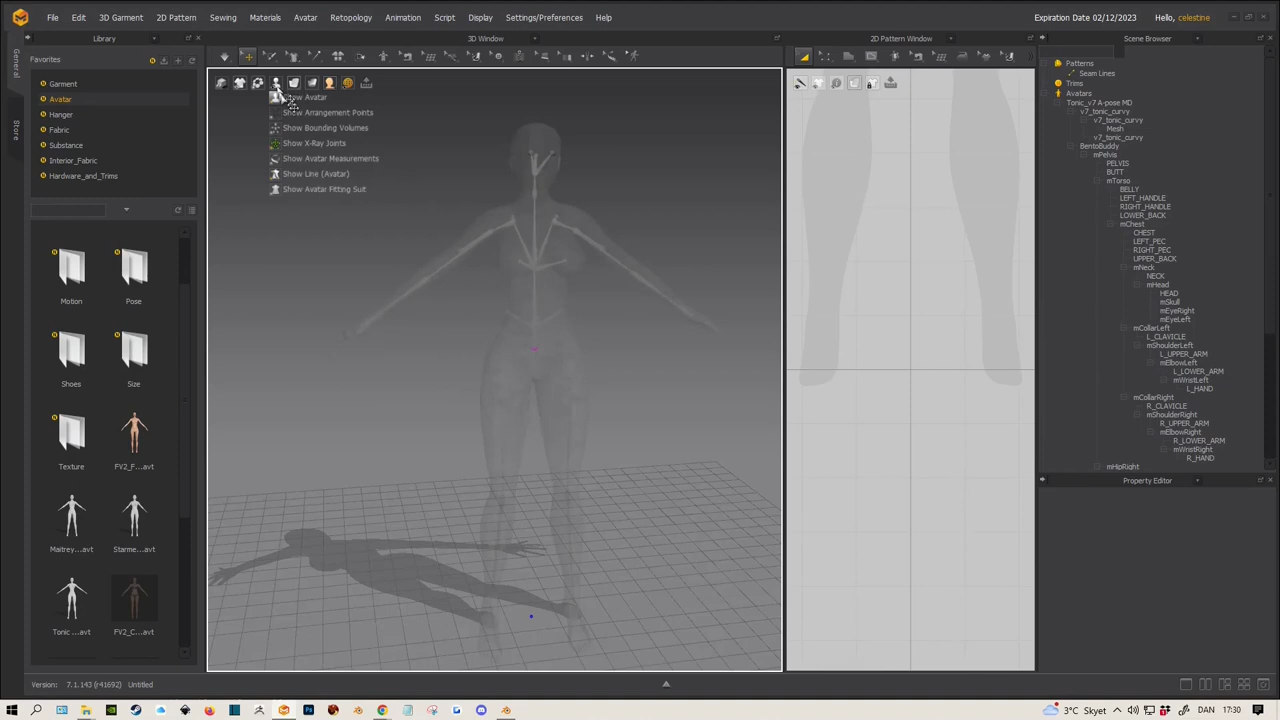 File Edit 3D Garment 2D Pattern Sewing Materials Avatar Retopology Animation Script Display Settings/Preferences Help
Expiration Date 02/12/2023 Hello, celestine
Library
3D Window
2D Pattern Window
Scene Browser
General
Store
Favorites
Garment
Avatar
Hanger
Fabric
Substance
Interior_Fabric
Hardware_and_Trims
Motion Pose
Shoes Size
Texture FV2_F....avt
Maitrey....avt Starme....avt
Tonic ....avt FV2_C....avt
Avatar
Show Arrangement Points
Show Bounding Volumes
Show X-Ray Joints
Show Avatar Measurements
Show Line (Avatar)
Show Avatar Fitting Suit
Patterns
Seam Lines
Trims
Avatars
Tonic_v7 A-pose MD
v7_tonic_curvy
v7_tonic_curvy
Mesh
v7_tonic_curvy
BentoBuddy
mPelvis
PELVIS
BUTT
mTorso
BELLY
LEFT_HANDLE
RIGHT_HANDLE
LOWER_BACK
mChest
CHEST
LEFT_PEC
RIGHT_PEC
UPPER_BACK
mNeck
NECK
mHead
HEAD
mSkull
mEyeRight
mEyeLeft
mCollarLeft
L_CLAVICLE
mShoulderLeft
L_UPPER_ARM
mElbowLeft
L_LOWER_ARM
mWristLeft
L_HAND
mCollarRight
R_CLAVICLE
mShoulderRight
R_UPPER_ARM
mElbowRight
R_LOWER_ARM
mWristRight
R_HAND
mHipRight
Property Editor
Version: 7.1.143 (r41692) Untitled
3°C Skyet DAN 17:30